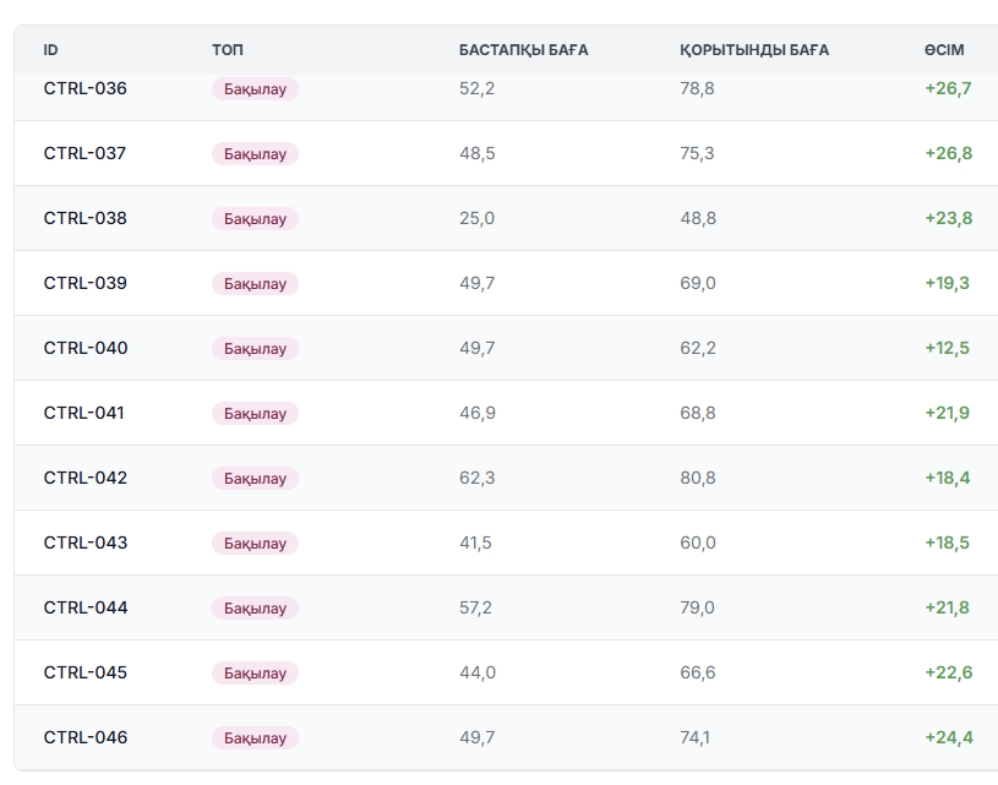 ID ТОП БАСТАПҚЫ БАҒА ҚОРЫТЫНДЫ БАҒА ӨСІМ
CTRL-036 Бақылау 52,2 78,8 +26,7
CTRL-037 Бақылау 48,5 75,3 +26,8
CTRL-038 Бақылау 25,0 48,8 +23,8
CTRL-039 Бақылау 49,7 69,0 +19,3
CTRL-040 Бақылау 49,7 62,2 +12,5
CTRL-041 Бақылау 46,9 68,8 +21,9
CTRL-042 Бақылау 62,3 80,8 +18,4
CTRL-043 Бақылау 41,5 60,0 +18,5
CTRL-044 Бақылау 57,2 79,0 +21,8
CTRL-045 Бақылау 44,0 66,6 +22,6
CTRL-046 Бақылау 49,7 74,1 +24,4